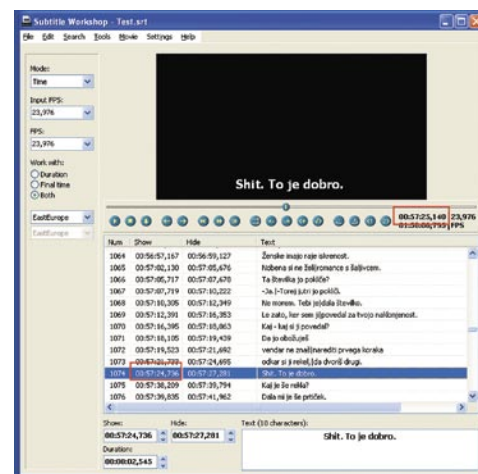 Subtitle Workshop - Test.srt
File Edit Search Tools Movie Settings Help
Mode:
Time
Input FPS:
23,976
FPS:
23,976
Work with:
Duration
Final time
Both
EastEurope
EastEurope
Shit. To je dobro.
00:57:25,140 23,976
FPS
Num Show Hide Text
1064 00:56:57,167 00:56:59,127 Ženske imajo raje iskrenost.
1065 00:57:02,130 00:57:05,676 Nobena si ne želi|romance s šaljivcem.
1066 00:57:05,717 00:57:07,678 Ta številka jo pokliče?
1067 00:57:07,719 00:57:10,222 -Ja.|-Torej jutri jo pokliči.
1068 00:57:10,305 00:57:12,349 Ne morem. Tebi je|dala številko.
1069 00:57:12,391 00:57:16,353 Le zato, ker sem ji|povedal za tvojo naklonjenost.
1070 00:57:16,395 00:57:18,063 Kaj - kaj si ji povedal?
1071 00:57:18,105 00:57:19,439 Da jo obožuješ
1072 00:57:19,523 00:57:21,692 vendar ne znaš|narediti prvega koraka
1073 00:57:21,733 00:57:24,695 odkar si ji rekel,|da dvoriš drugi.
1074 00:57:24,736 00:57:27,281 Shit. To je dobro.
1075 00:57:38,209 00:57:39,794 Kaj je še rekla?
1076 00:57:39,835 00:57:41,962 Dala mi je še prtiček.
Show: Hide: Text (18 characters):
00:57:24,736 00:57:27,281 Shit. To je dobro.
Duration:
00:00:02,545